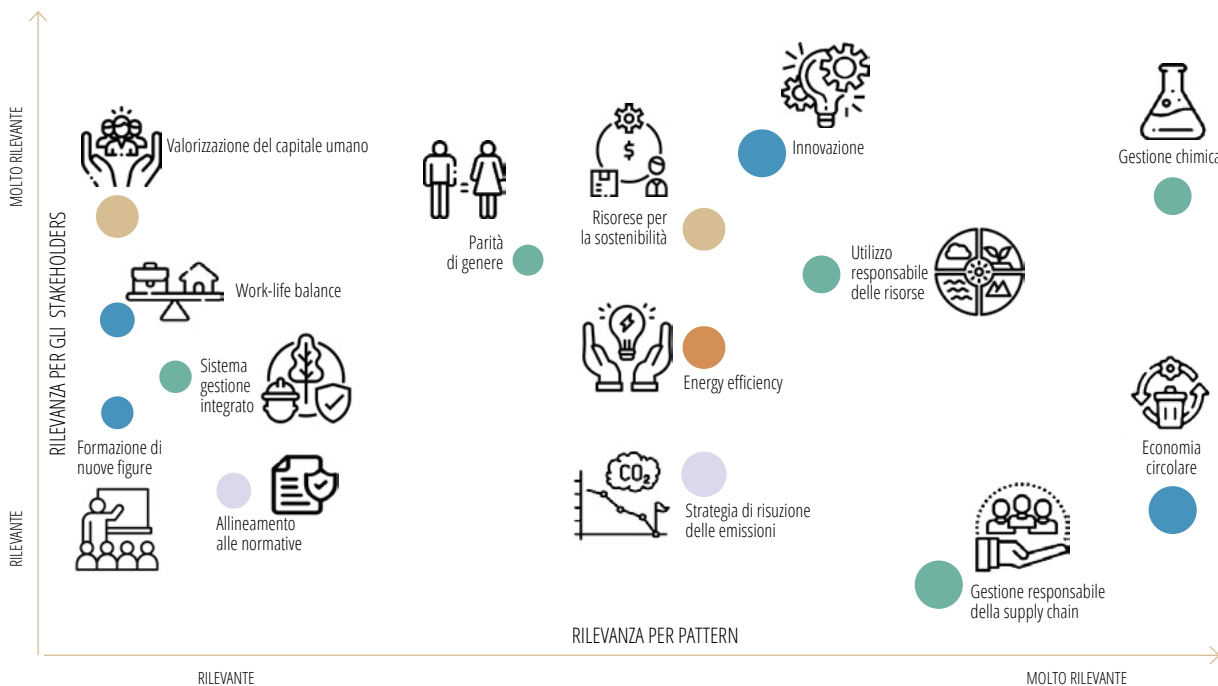 MOLTO RILEVANTE
RILEVANZA PER GLI STAKEHOLDERS
RILEVANTE
Valorizzazione del capitale umano
Innovazione
Gestione chimica
Risorese per
la sostenibilità
Parità
di genere
Utilizzo
responsabile
delle risorse
Work-life balance
Sistema
gestione
integrato
Energy efficiency
Formazione di
nuove figure
Economia
circolare
CO₂
Allineamento
alle normative
Strategia di risuzione
delle emissioni
Gestione responsabile
della supply chain
$
RILEVANZA PER PATTERN
RILEVANTE
MOLTO RILEVANTE